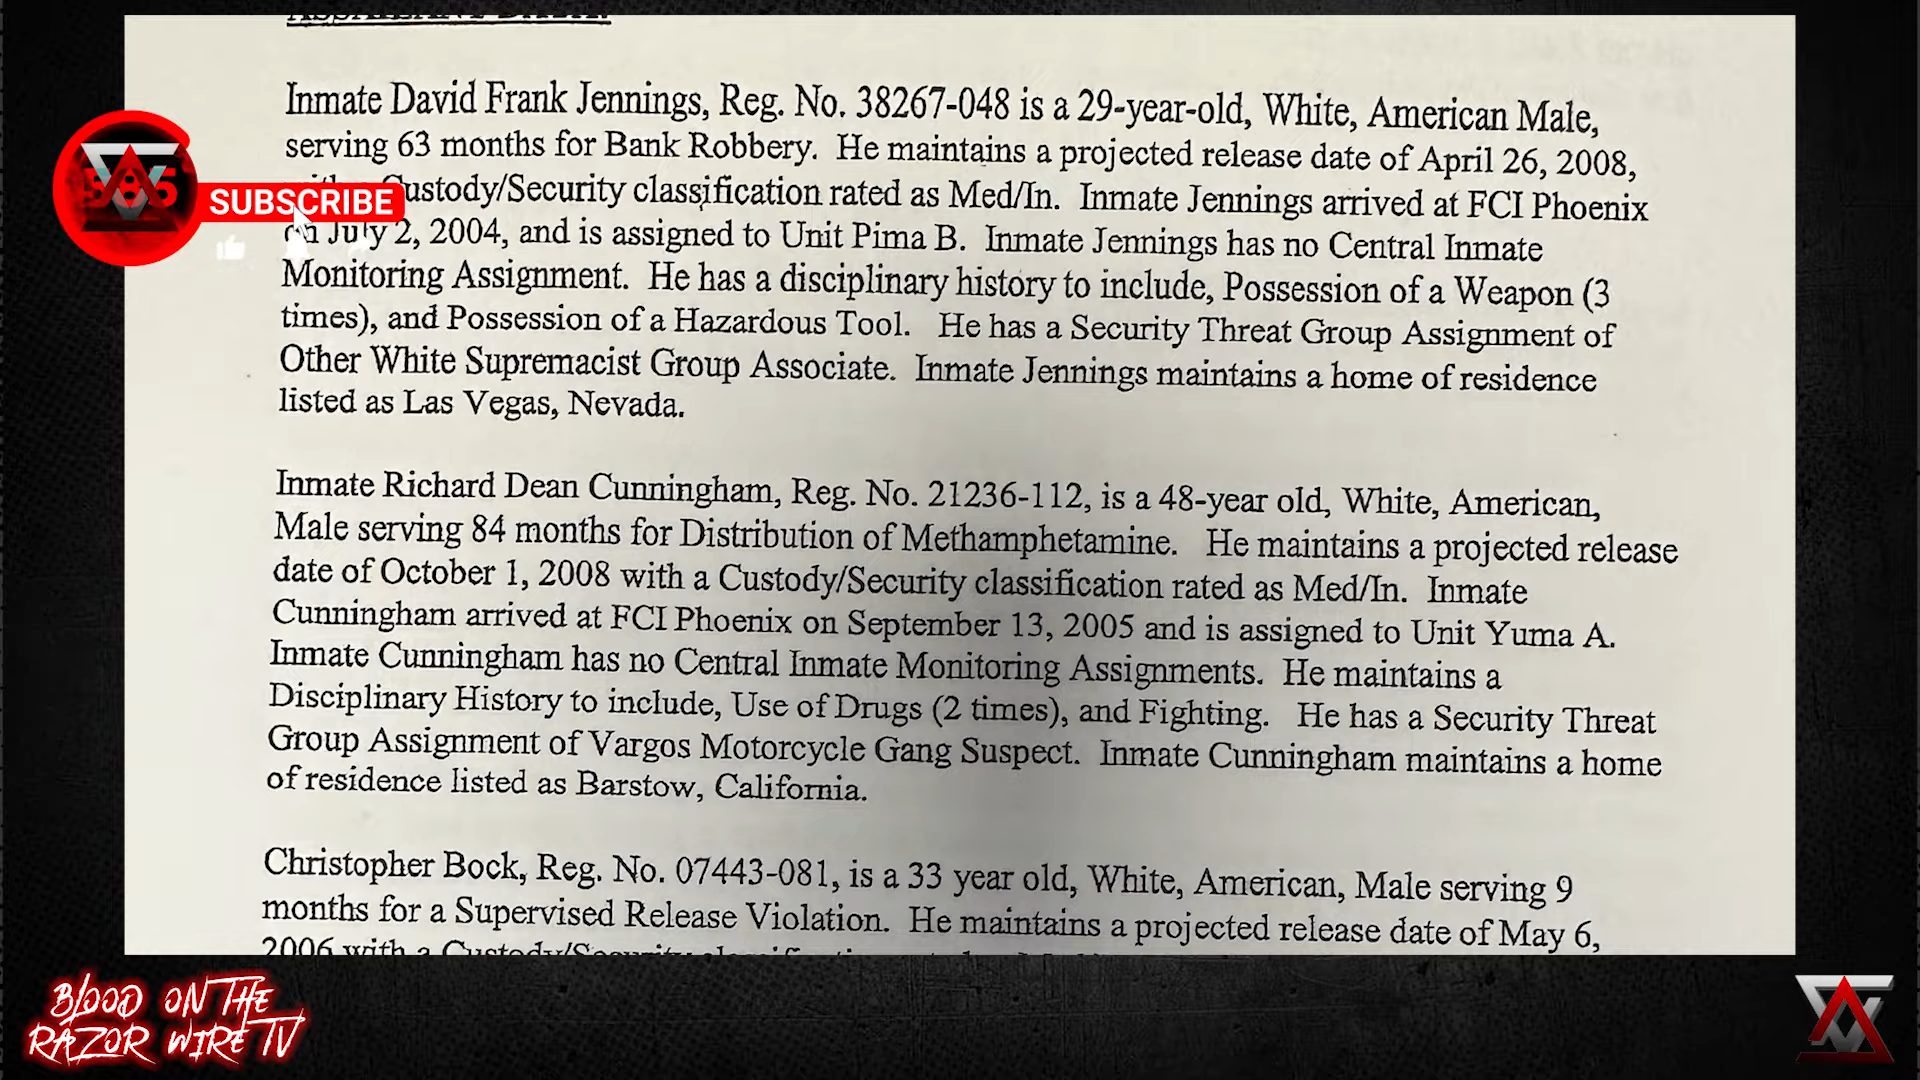 ASSAILANT DATA:
Inmate David Frank Jennings, Reg. No. 38267-048 is a 29-year-old, White, American Male,
serving 63 months for Bank Robbery. He maintains a projected release date of April 26, 2008,
Custody/Security classification rated as Med/In. Inmate Jennings arrived at FCI Phoenix
SUBSCRIBE
on July 2, 2004, and is assigned to Unit Pima B. Inmate Jennings has no Central Inmate
Monitoring Assignment. He has a disciplinary history to include, Possession of a Weapon (3
times), and Possession of a Hazardous Tool. He has a Security Threat Group Assignment of
Other White Supremacist Group Associate. Inmate Jennings maintains a home of residence
listed as Las Vegas, Nevada.
Inmate Richard Dean Cunningham, Reg. No. 21236-112, is a 48-year old, White, American,
Male serving 84 months for Distribution of Methamphetamine. He maintains a projected release
date of October 1, 2008 with a Custody/Security classification rated as Med/In. Inmate
Cunningham arrived at FCI Phoenix on September 13, 2005 and is assigned to Unit Yuma A.
Inmate Cunningham has no Central Inmate Monitoring Assignments. He maintains a
Disciplinary History to include, Use of Drugs (2 times), and Fighting. He has a Security Threat
Group Assignment of Vargos Motorcycle Gang Suspect. Inmate Cunningham maintains a home
of residence listed as Barstow, California.
Christopher Bock, Reg. No. 07443-081, is a 33 year old, White, American, Male serving 9
months for a Supervised Release Violation. He maintains a projected release date of May 6,
2006 with a Custody/Security classification
BLOOD ON THE
RAZOR WIRE TV